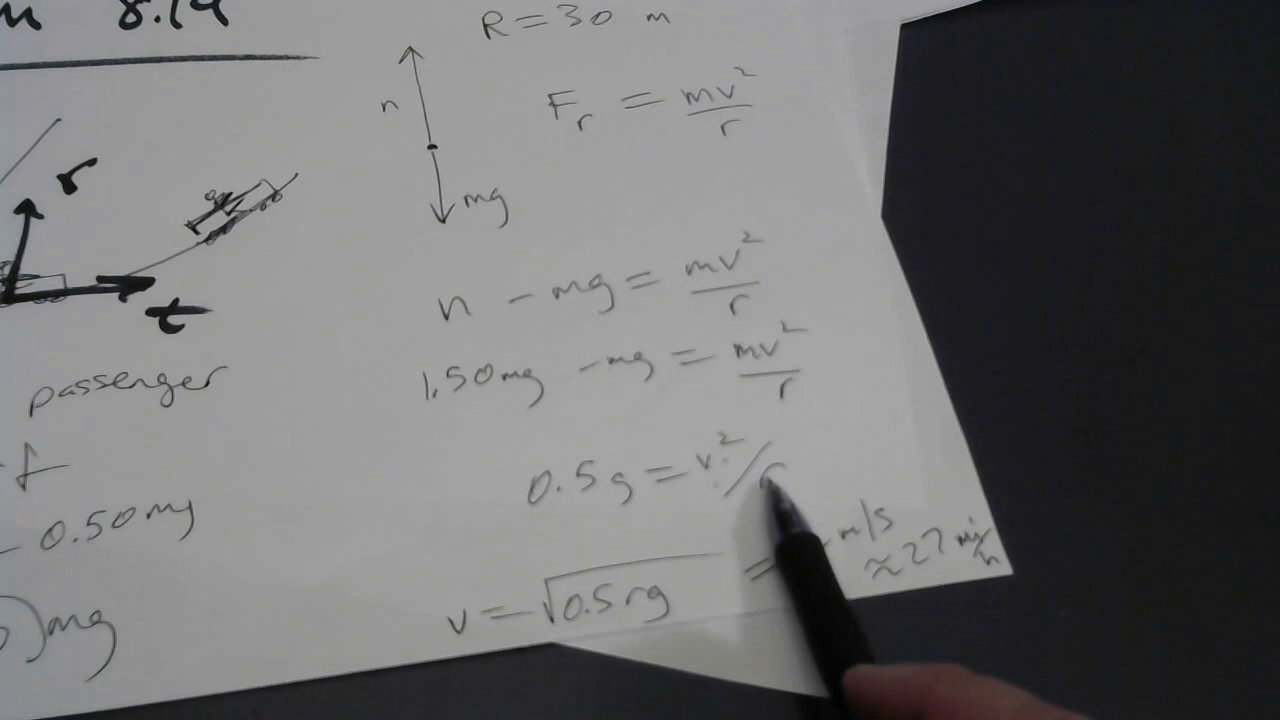 8.14
R = 30 m
n
F_r = mv²/r
r
mg
t
n - mg = mv²/r
1.50mg - mg = mv²/r
passenger
0.5g = v²/r
- 0.50mg
m/s
≈ 27 mi/h
v = √0.5rg =
)mg